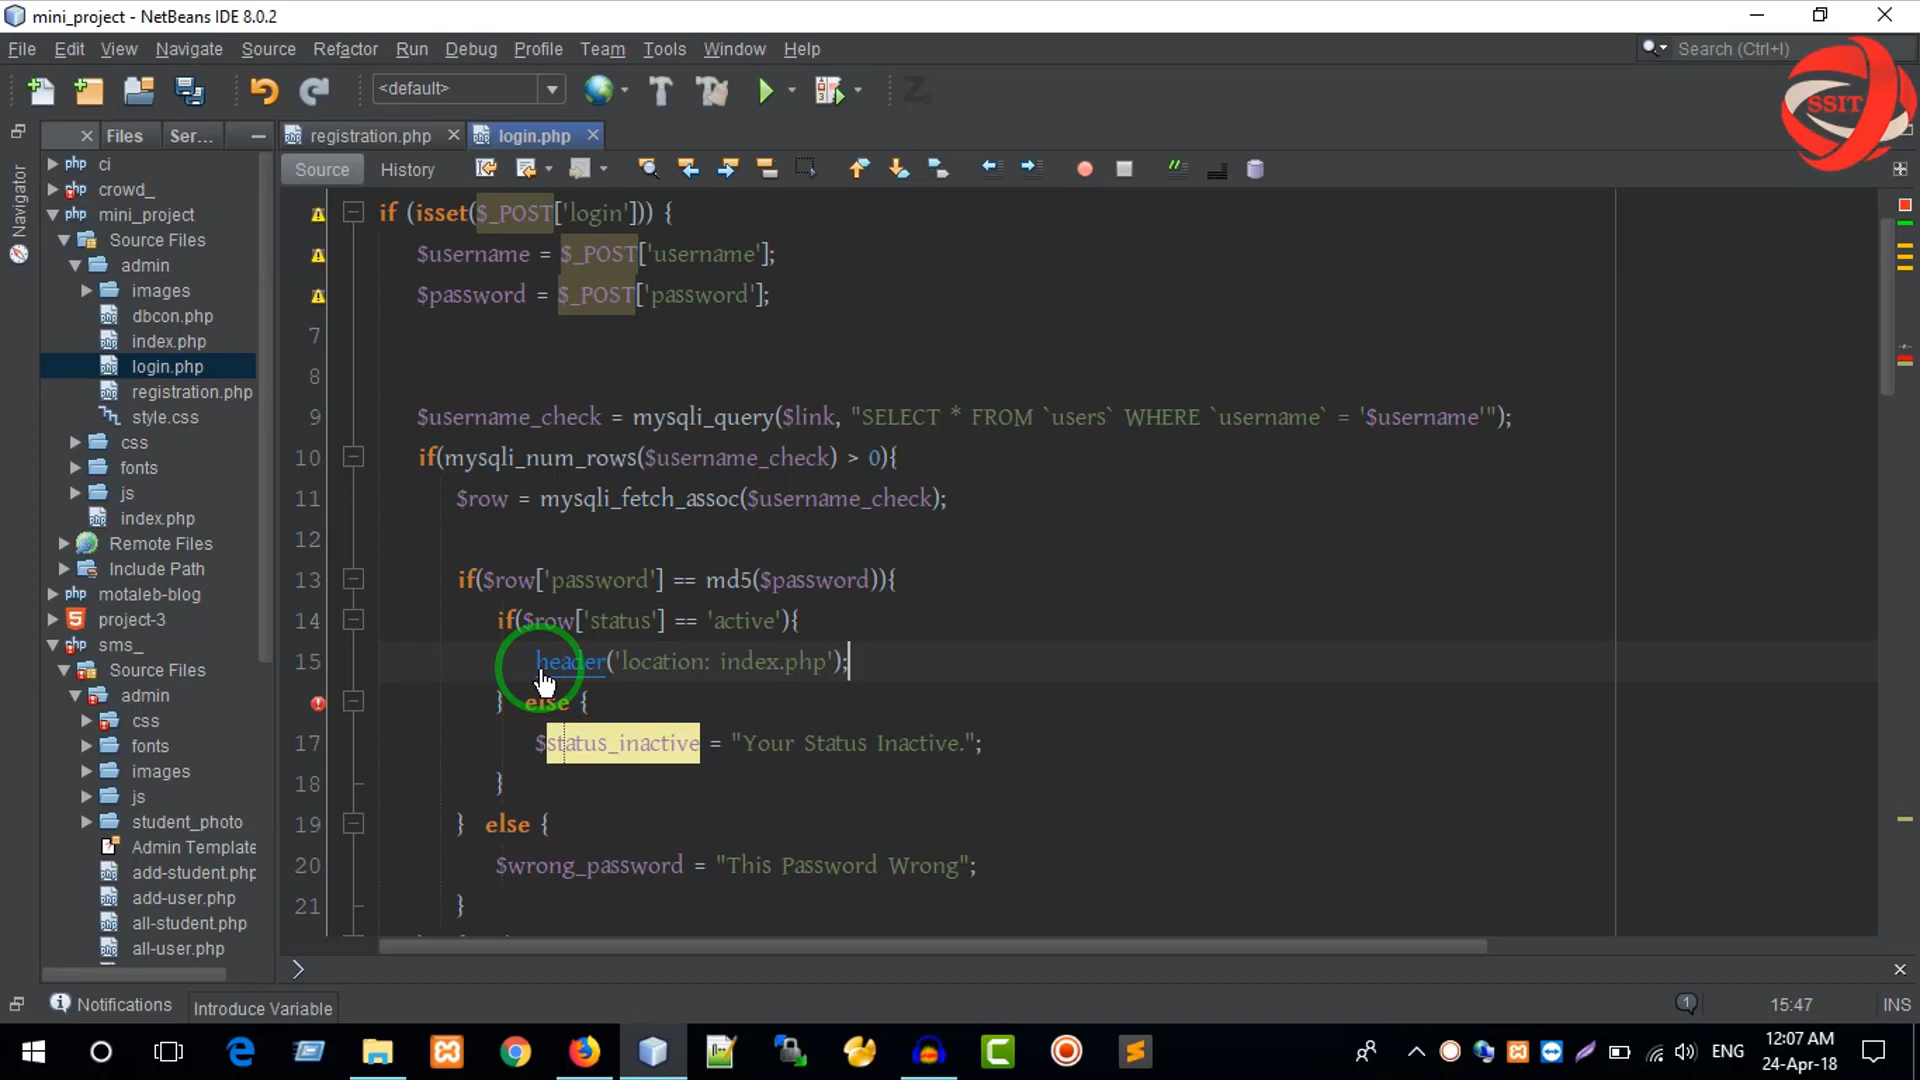 mini_project - NetBeans IDE 8.0.2
File Edit View Navigate Source Refactor Run Debug Profile Team Tools Window Help
Search (Ctrl+I)
<default>
SSIT
Files Ser...
registration.php login.php
Source History
Navigator
ci
crowd_
mini_project
Source Files
admin
images
dbcon.php
index.php
login.php
registration.php
style.css
css
fonts
js
index.php
Remote Files
Include Path
motaleb-blog
project-3
sms_
Source Files
admin
css
fonts
images
js
student_photo
Admin Template
add-student.php
add-user.php
all-student.php
all-user.php
if (isset($_POST['login'])) {
$username = $_POST['username'];
$password = $_POST['password'];
7
8
9 $username_check = mysqli_query($link, "SELECT * FROM `users` WHERE `username` = '$username'");
10 if(mysqli_num_rows($username_check) > 0){
11 $row = mysqli_fetch_assoc($username_check);
12
13 if($row['password'] == md5($password)){
14 if($row['status'] == 'active'){
15 header('location: index.php');
} else {
17 $status_inactive = "Your Status Inactive.";
18 }
19 } else {
20 $wrong_password = "This Password Wrong";
21 }
Notifications Introduce Variable
1 15:47 INS
ENG
12:07 AM
24-Apr-18